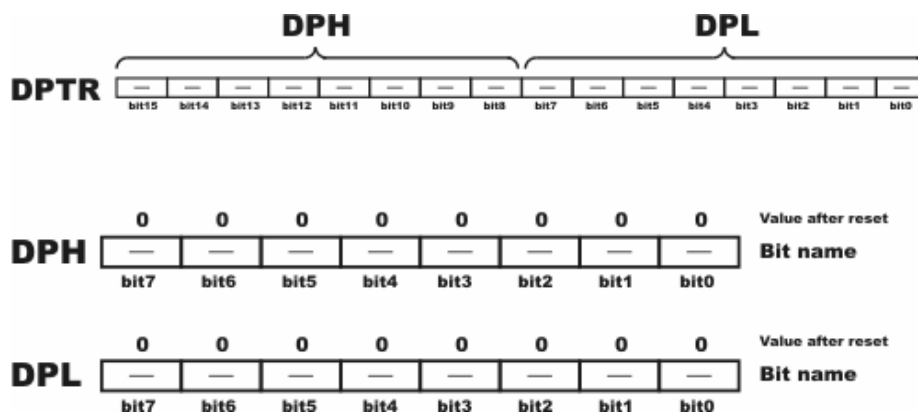 DPH DPL
DPTR — — — — — — — — — — — — — — — —
bit15 bit14 bit13 bit12 bit11 bit10 bit9 bit8 bit7 bit6 bit5 bit4 bit3 bit2 bit1 bit0
0 0 0 0 0 0 0 0 Value after reset
DPH — — — — — — — — Bit name
bit7 bit6 bit5 bit4 bit3 bit2 bit1 bit0
0 0 0 0 0 0 0 0 Value after reset
DPL — — — — — — — — Bit name
bit7 bit6 bit5 bit4 bit3 bit2 bit1 bit0